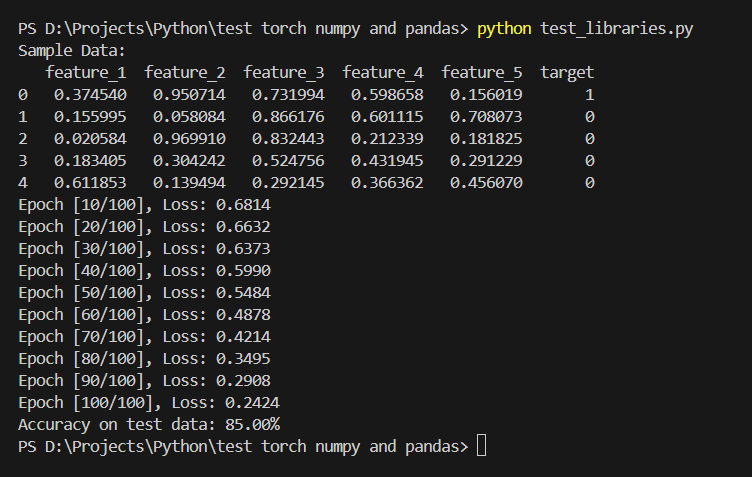 PS D:\Projects\Python\test torch numpy and pandas> python test_libraries.py
Sample Data:
   feature_1  feature_2  feature_3  feature_4  feature_5  target
0   0.374540   0.950714   0.731994   0.598658   0.156019       1
1   0.155995   0.058084   0.866176   0.601115   0.708073       0
2   0.020584   0.969910   0.832443   0.212339   0.181825       0
3   0.183405   0.304242   0.524756   0.431945   0.291229       0
4   0.611853   0.139494   0.292145   0.366362   0.456070       0
Epoch [10/100], Loss: 0.6814
Epoch [20/100], Loss: 0.6632
Epoch [30/100], Loss: 0.6373
Epoch [40/100], Loss: 0.5990
Epoch [50/100], Loss: 0.5484
Epoch [60/100], Loss: 0.4878
Epoch [70/100], Loss: 0.4214
Epoch [80/100], Loss: 0.3495
Epoch [90/100], Loss: 0.2908
Epoch [100/100], Loss: 0.2424
Accuracy on test data: 85.00%
PS D:\Projects\Python\test torch numpy and pandas>